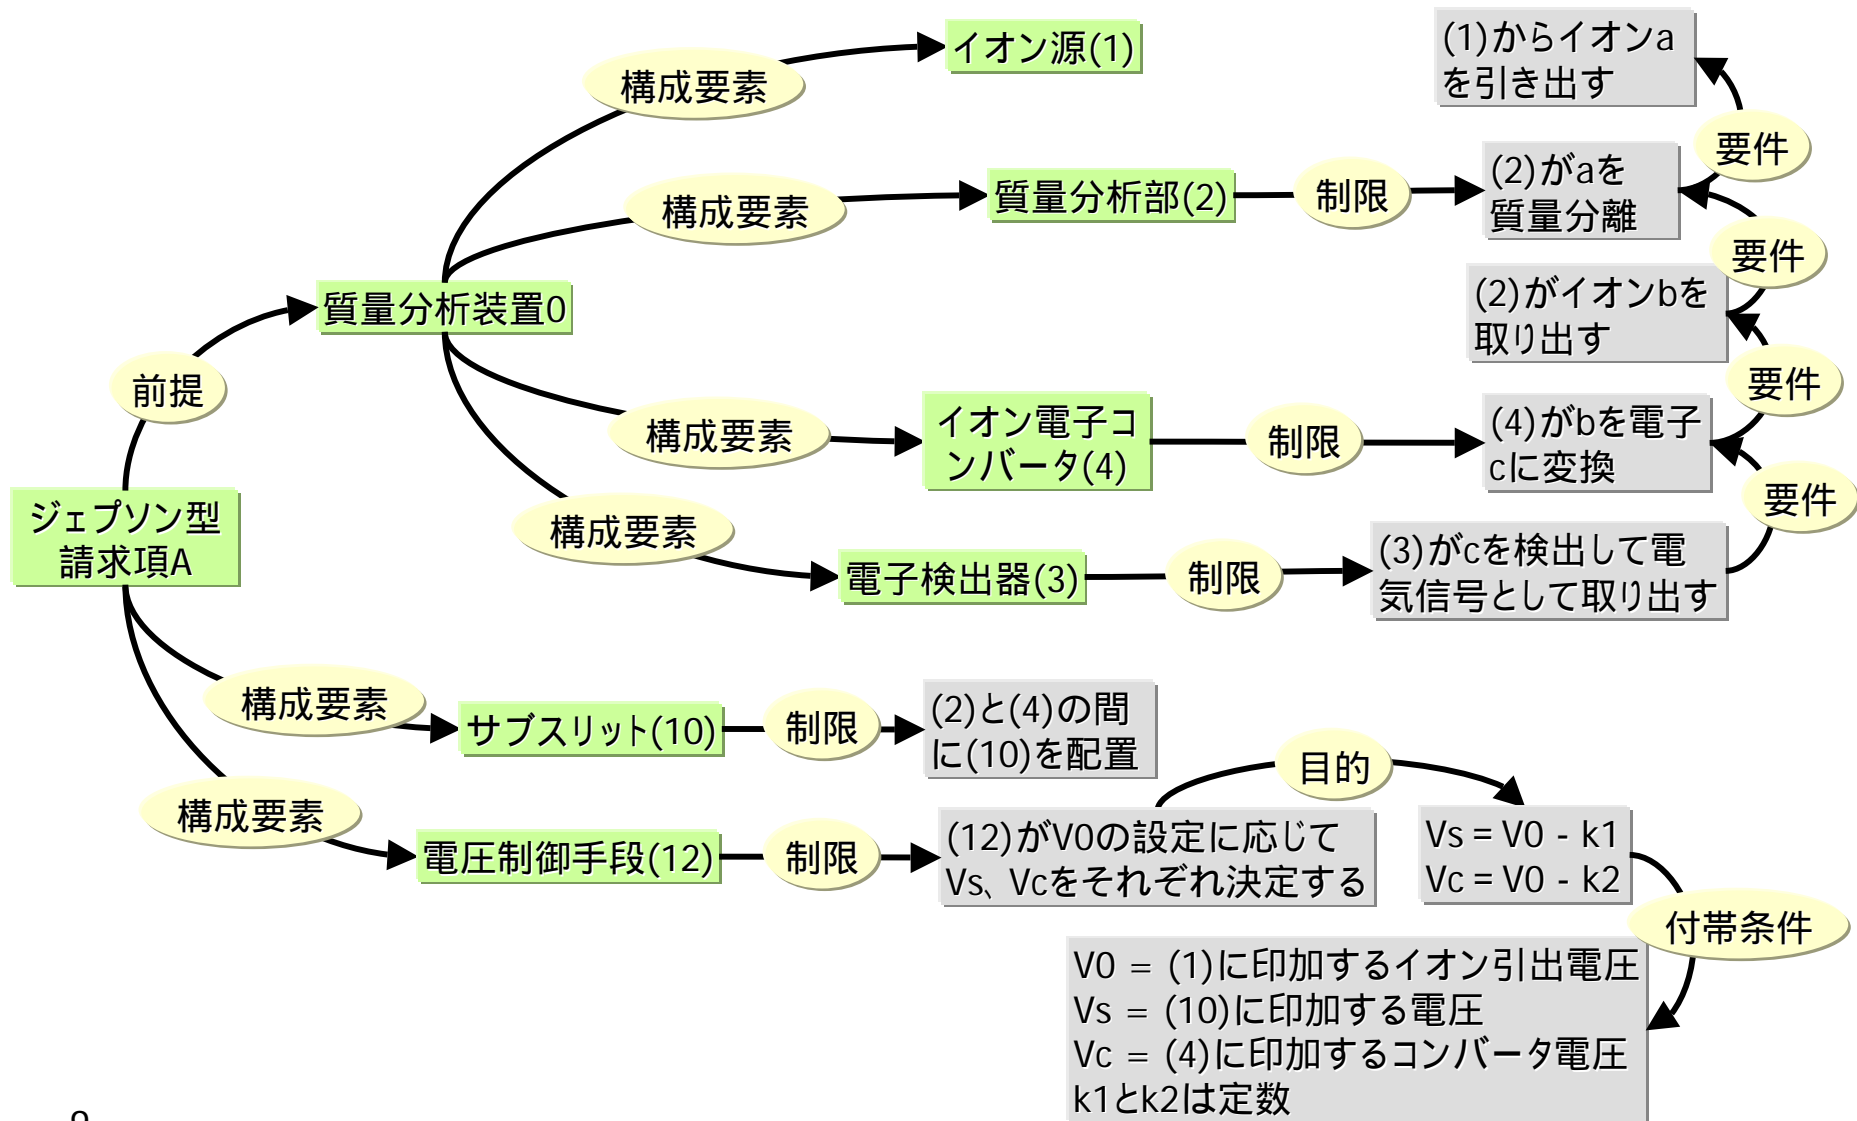 イオン源(1)
(1)からイオンa
を引き出す
構成要素
要件
質量分析部(2)
制限
(2)がaを
質量分離
構成要素
要件
(2)がイオンbを
取り出す
質量分析装置0
前提
要件
構成要素
イオン電子コ
ンバータ(4)
制限
(4)がbを電子
cに変換
要件
ジェプソン型
請求項A
構成要素
電子検出器(3)
制限
(3)がcを検出して電
気信号として取り出す
構成要素
サブスリット(10)
制限
(2)と(4)の間
に(10)を配置
目的
構成要素
電圧制御手段(12)
制限
(12)がV0の設定に応じて
Vs、Vcをそれぞれ決定する
Vs = V0 - k1
Vc = V0 - k2
付帯条件
V0 = (1)に印加するイオン引出電圧
Vs = (10)に印加する電圧
Vc = (4)に印加するコンバータ電圧
k1とk2は定数